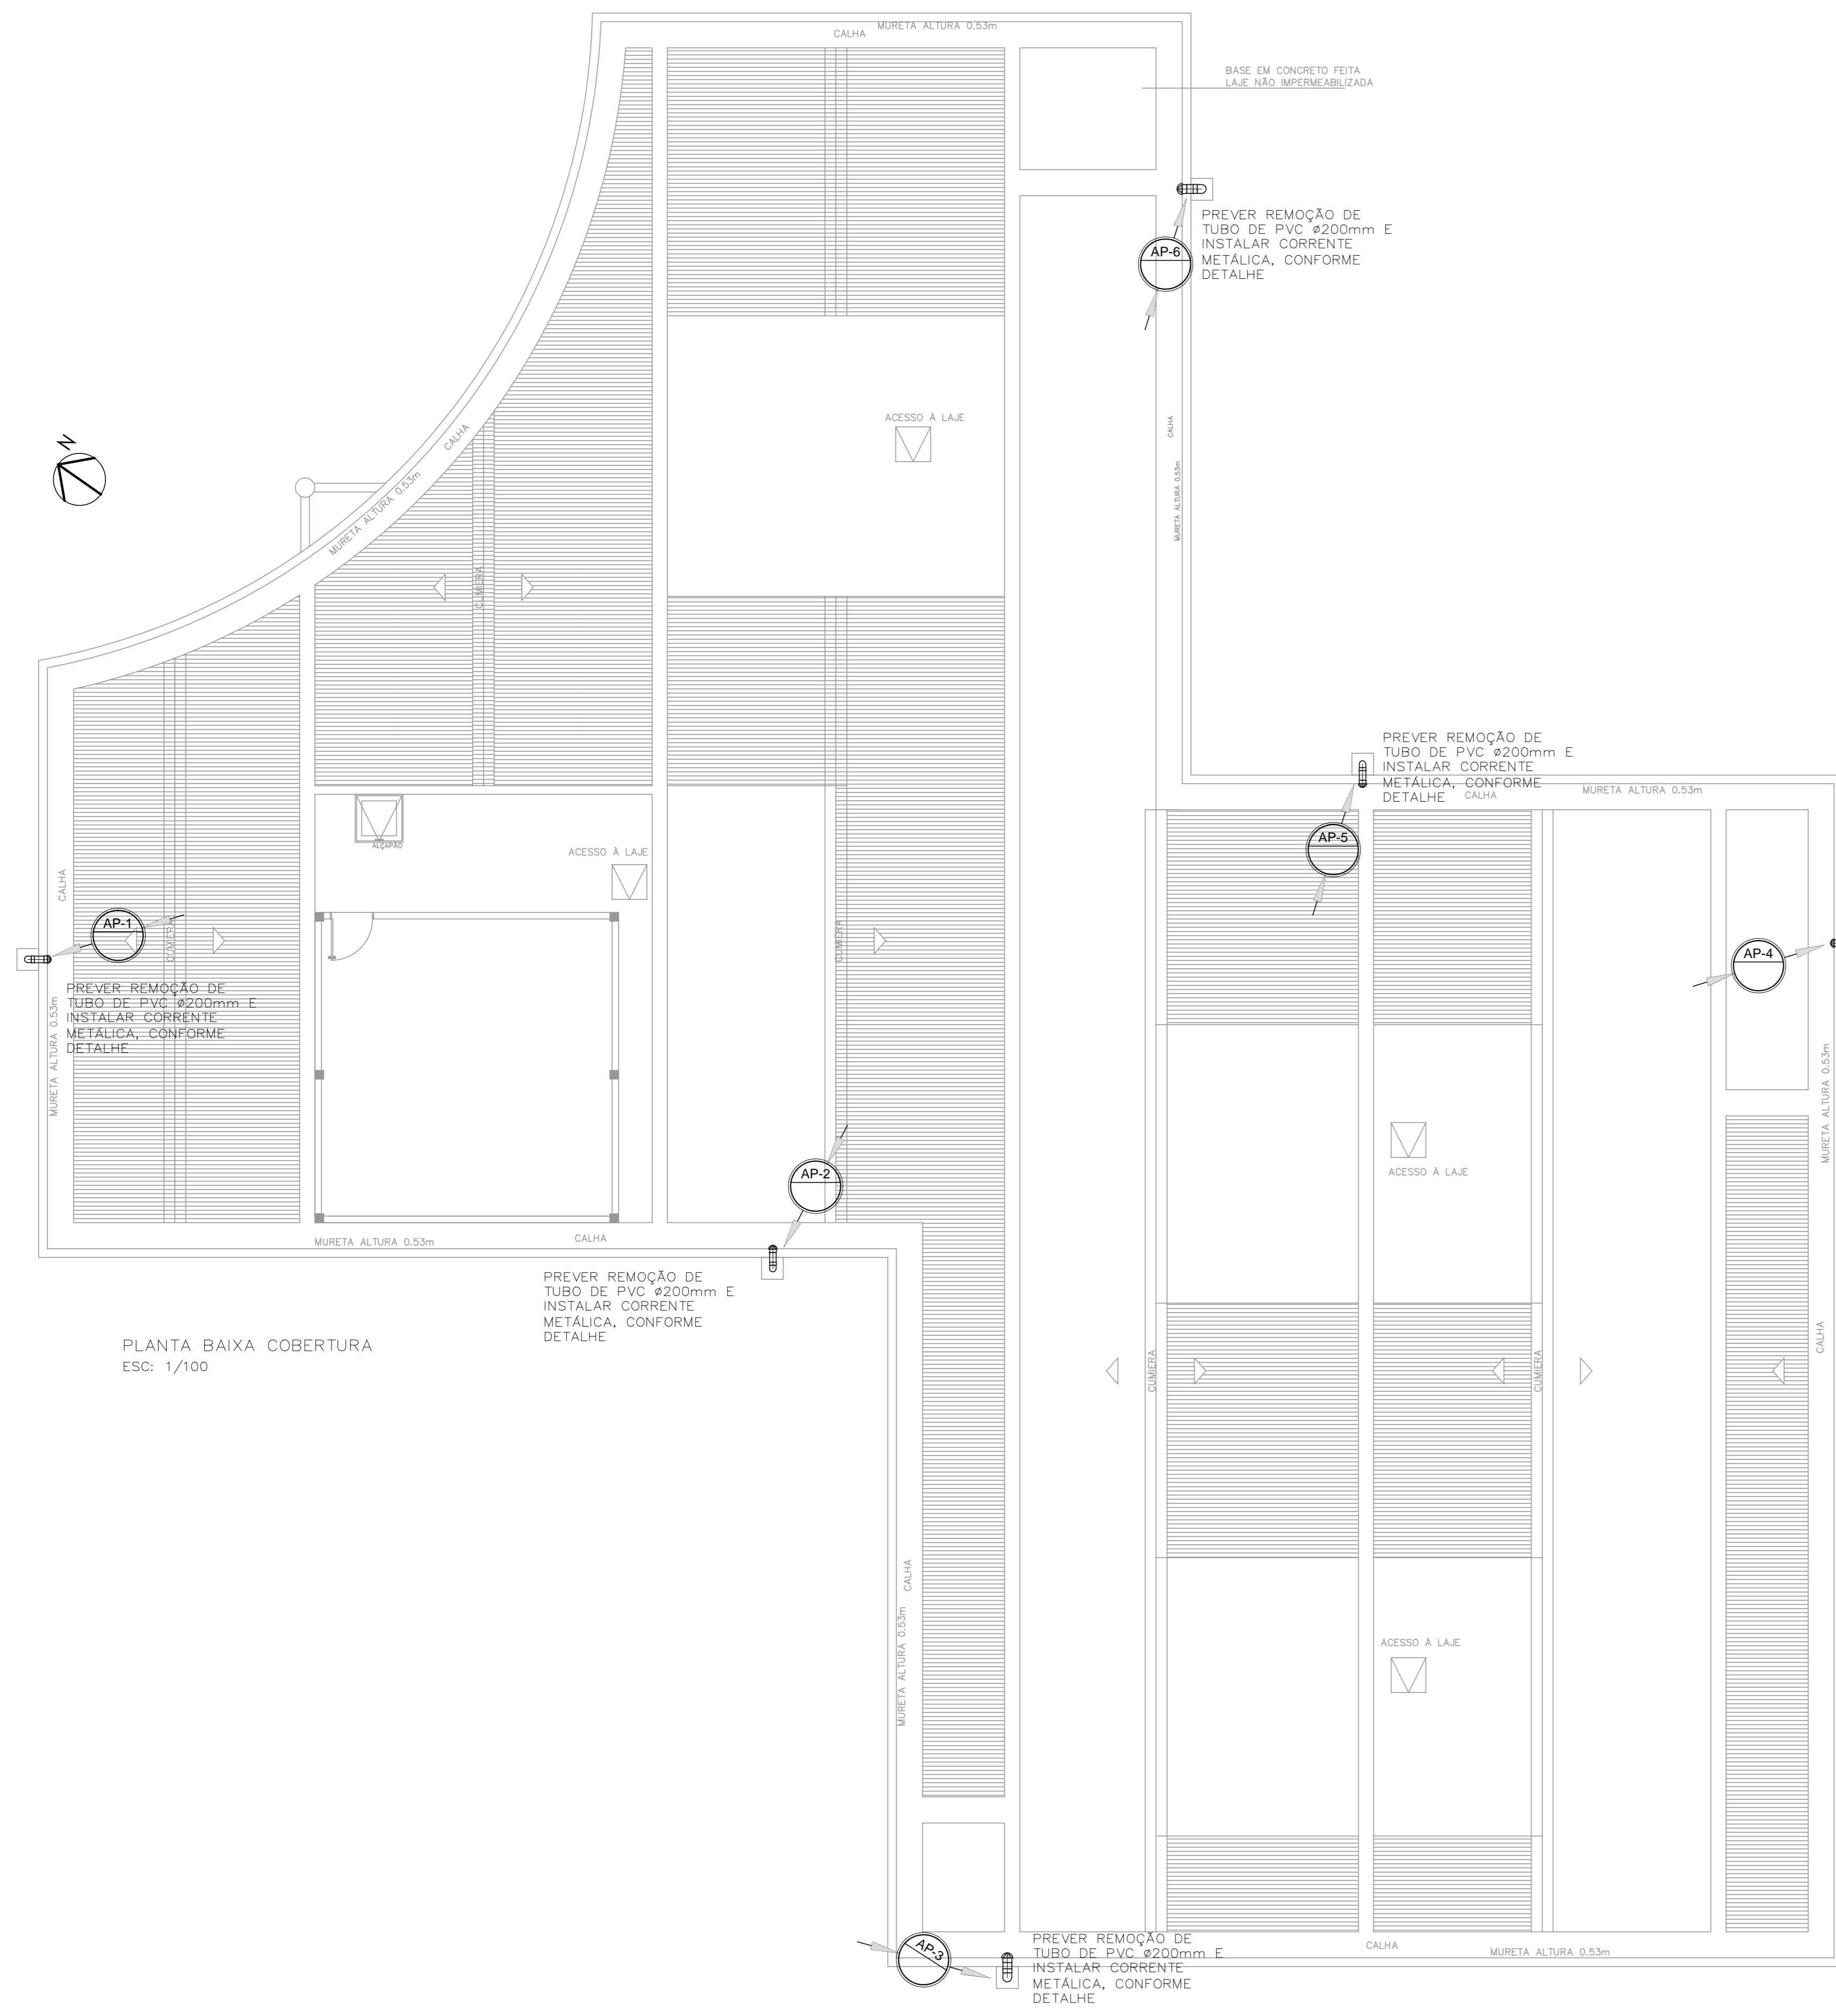 MURETA ALTURA 0.53m
CALHA
BASE EM CONCRETO FEITA
LAJE NÃO IMPERMEABILIZADA
PREVER REMOÇÃO DE
TUBO DE PVC ø200mm E
INSTALAR CORRENTE
METÁLICA, CONFORME
DETALHE
AP-6
N
CALHA
MURETA ALTURA 0.53m
ACESSO À LAJE
CALHA
MURETA ALTURA 0.53m
CUMIERA
PREVER REMOÇÃO DE
TUBO DE PVC ø200mm E
INSTALAR CORRENTE
METÁLICA, CONFORME
DETALHE
CALHA
MURETA ALTURA 0.53m
AP-5
ALÇAPÃO
ACESSO À LAJE
CALHA
AP-1
CUMIERA
CUMIERA
AP-4
PREVER REMOÇÃO DE
TUBO DE PVC ø200mm E
INSTALAR CORRENTE
METÁLICA, CONFORME
DETALHE
MURETA ALTURA 0.53m
MURETA ALTURA 0.53m
ACESSO À LAJE
AP-2
MURETA ALTURA 0.53m
CALHA
PREVER REMOÇÃO DE
TUBO DE PVC ø200mm E
INSTALAR CORRENTE
METÁLICA, CONFORME
DETALHE
PLANTA BAIXA COBERTURA
ESC: 1/100
CUMIERA
CUMIERA
CALHA
CALHA
MURETA ALTURA 0.53m
ACESSO À LAJE
AP-3
PREVER REMOÇÃO DE
TUBO DE PVC ø200mm E
INSTALAR CORRENTE
METÁLICA, CONFORME
DETALHE
CALHA
MURETA ALTURA 0.53m